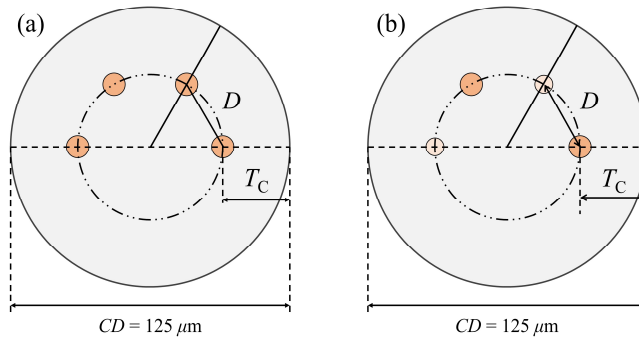 (a)
(b)
D
D
T_C
T_C
CD = 125 μm
CD = 125 μm